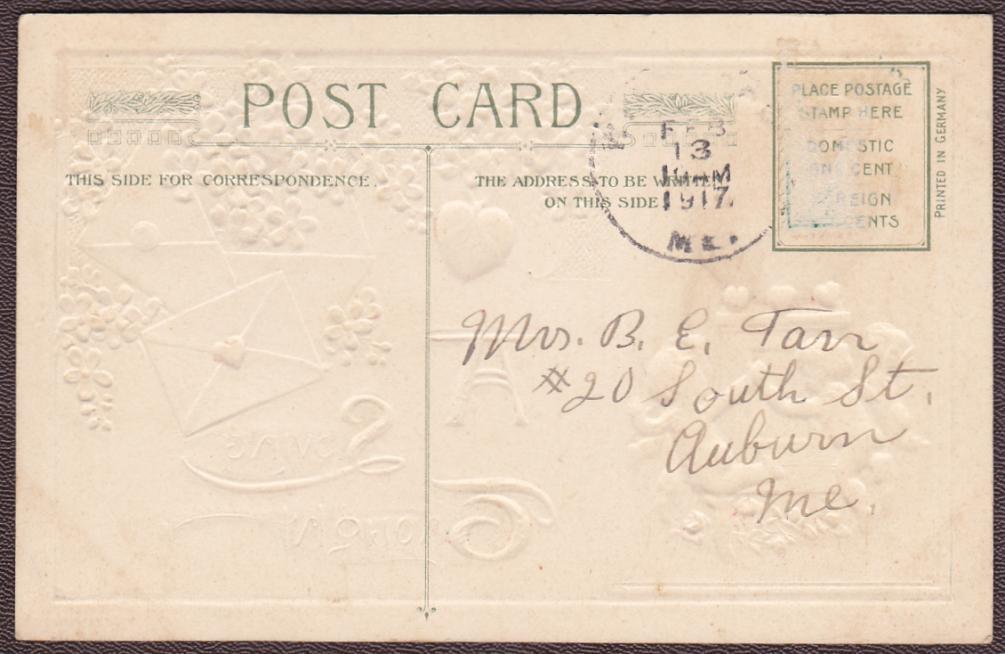 POST CARD
THIS SIDE FOR CORRESPONDENCE.
THE ADDRESS TO BE WRITTEN
ON THIS SIDE
FEB
13
1917
ME.
PLACE POSTAGE
STAMP HERE
DOMESTIC
ONE CENT
FOREIGN
CENTS
PRINTED IN GERMANY
Mrs. B. E. Tarr
#20 South St.
Auburn
Me.
A
Loving